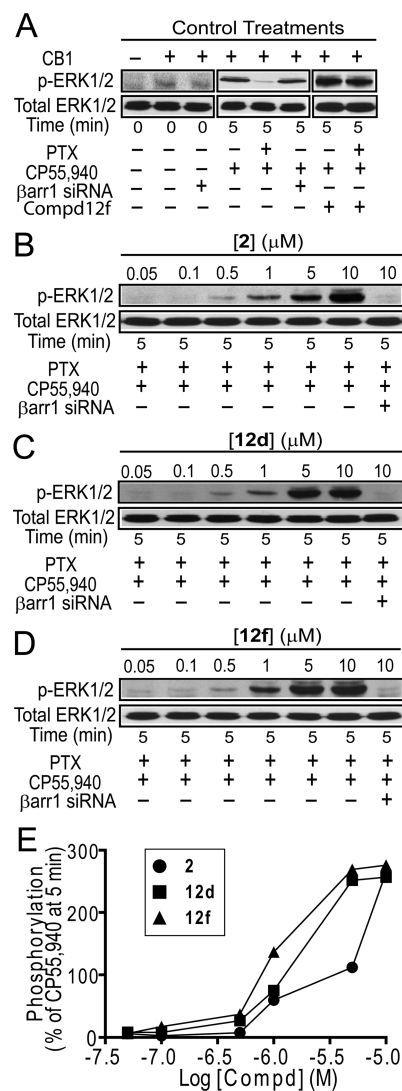 A
Control Treatments
CB1 – + + + + + + +
p-ERK1/2
Total ERK1/2
Time (min) 0 0 0 5 5 5 5 5
PTX – – – – + – – +
CP55,940 – – – + + + + +
βarr1 siRNA – – + – – + – –
Compd12f – – – – – – + +
B
[2] (μM)
0.05 0.1 0.5 1 5 10 10
p-ERK1/2
Total ERK1/2
Time (min) 5 5 5 5 5 5 5
PTX + + + + + + +
CP55,940 + + + + + + +
βarr1 siRNA – – – – – – +
C
[12d] (μM)
0.05 0.1 0.5 1 5 10 10
p-ERK1/2
Total ERK1/2
Time (min) 5 5 5 5 5 5 5
PTX + + + + + + +
CP55,940 + + + + + + +
βarr1 siRNA – – – – – – +
D
[12f] (μM)
0.05 0.1 0.5 1 5 10 10
p-ERK1/2
Total ERK1/2
Time (min) 5 5 5 5 5 5 5
PTX + + + + + + +
CP55,940 + + + + + + +
βarr1 siRNA – – – – – – +
E
Phosphorylation
(% of CP55,940 at 5 min)
300
200
100
0
2
12d
12f
-7.5 -7.0 -6.5 -6.0 -5.5 -5.0
Log [Compd] (M)